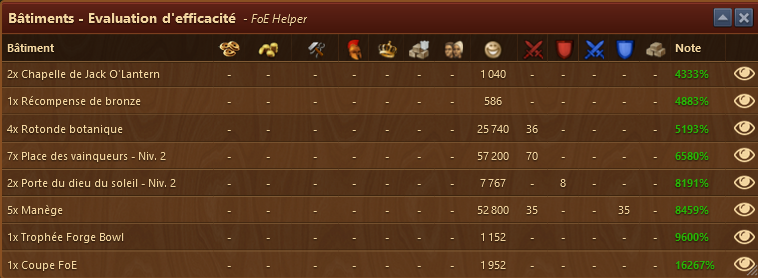 Bâtiments - Evaluation d'efficacité - FoE Helper
Bâtiment Note
2x Chapelle de Jack O'Lantern - - - - - - - 1 040 - - - - - 4333%
1x Récompense de bronze - - - - - - - 586 - - - - - 4883%
4x Rotonde botanique - - - - - - - 25 740 36 - - - - 5193%
7x Place des vainqueurs - Niv. 2 - - - - - - - 57 200 70 - - - - 6580%
2x Porte du dieu du soleil - Niv. 2 - - - - - - - 7 767 - 8 - - - 8191%
5x Manège - - - - - - - 52 800 35 - - 35 - 8459%
1x Trophée Forge Bowl - - - - - - - 1 152 - - - - - 9600%
1x Coupe FoE - - - - - - - 1 952 - - - - - 16267%